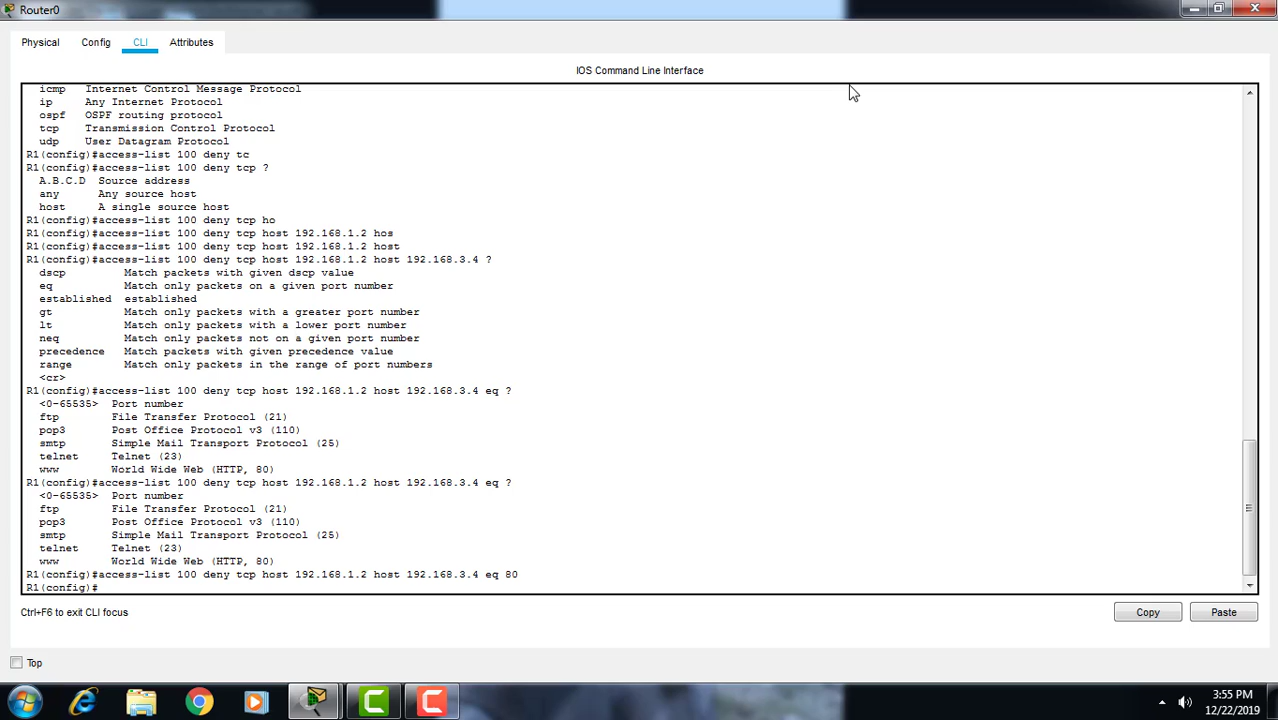 Router0
Physical Config CLI Attributes
IOS Command Line Interface
icmp Internet Control Message Protocol
ip Any Internet Protocol
ospf OSPF routing protocol
tcp Transmission Control Protocol
udp User Datagram Protocol
R1(config)#access-list 100 deny tc
R1(config)#access-list 100 deny tcp ?
A.B.C.D Source address
any Any source host
host A single source host
R1(config)#access-list 100 deny tcp ho
R1(config)#access-list 100 deny tcp host 192.168.1.2 hos
R1(config)#access-list 100 deny tcp host 192.168.1.2 host
R1(config)#access-list 100 deny tcp host 192.168.1.2 host 192.168.3.4 ?
dscp Match packets with given dscp value
eq Match only packets on a given port number
established established
gt Match only packets with a greater port number
lt Match only packets with a lower port number
neq Match only packets not on a given port number
precedence Match packets with given precedence value
range Match only packets in the range of port numbers
<cr>
R1(config)#access-list 100 deny tcp host 192.168.1.2 host 192.168.3.4 eq ?
<0-65535> Port number
ftp File Transfer Protocol (21)
pop3 Post Office Protocol v3 (110)
smtp Simple Mail Transport Protocol (25)
telnet Telnet (23)
www World Wide Web (HTTP, 80)
R1(config)#access-list 100 deny tcp host 192.168.1.2 host 192.168.3.4 eq ?
<0-65535> Port number
ftp File Transfer Protocol (21)
pop3 Post Office Protocol v3 (110)
smtp Simple Mail Transport Protocol (25)
telnet Telnet (23)
www World Wide Web (HTTP, 80)
R1(config)#access-list 100 deny tcp host 192.168.1.2 host 192.168.3.4 eq 80
R1(config)#
Ctrl+F6 to exit CLI focus
Copy Paste
Top
3:55 PM
12/22/2019